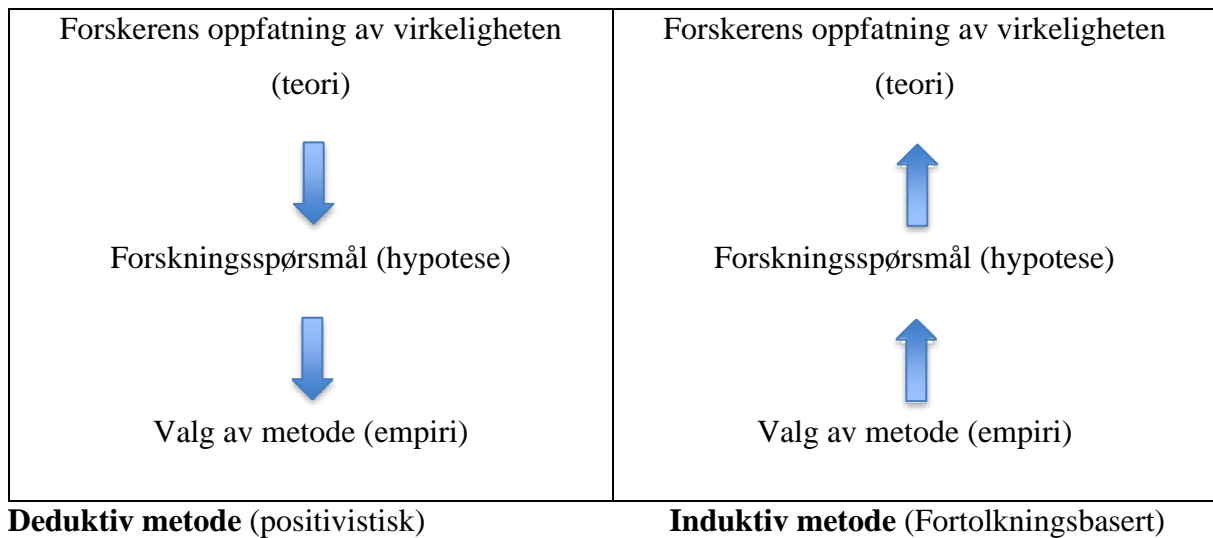 Forskerens oppfatning av virkeligheten
(teori)
Forskningsspørsmål (hypotese)
Valg av metode (empiri)
Forskerens oppfatning av virkeligheten
(teori)
Forskningsspørsmål (hypotese)
Valg av metode (empiri)
Deduktiv metode (positivistisk)
Induktiv metode (Fortolkningsbasert)